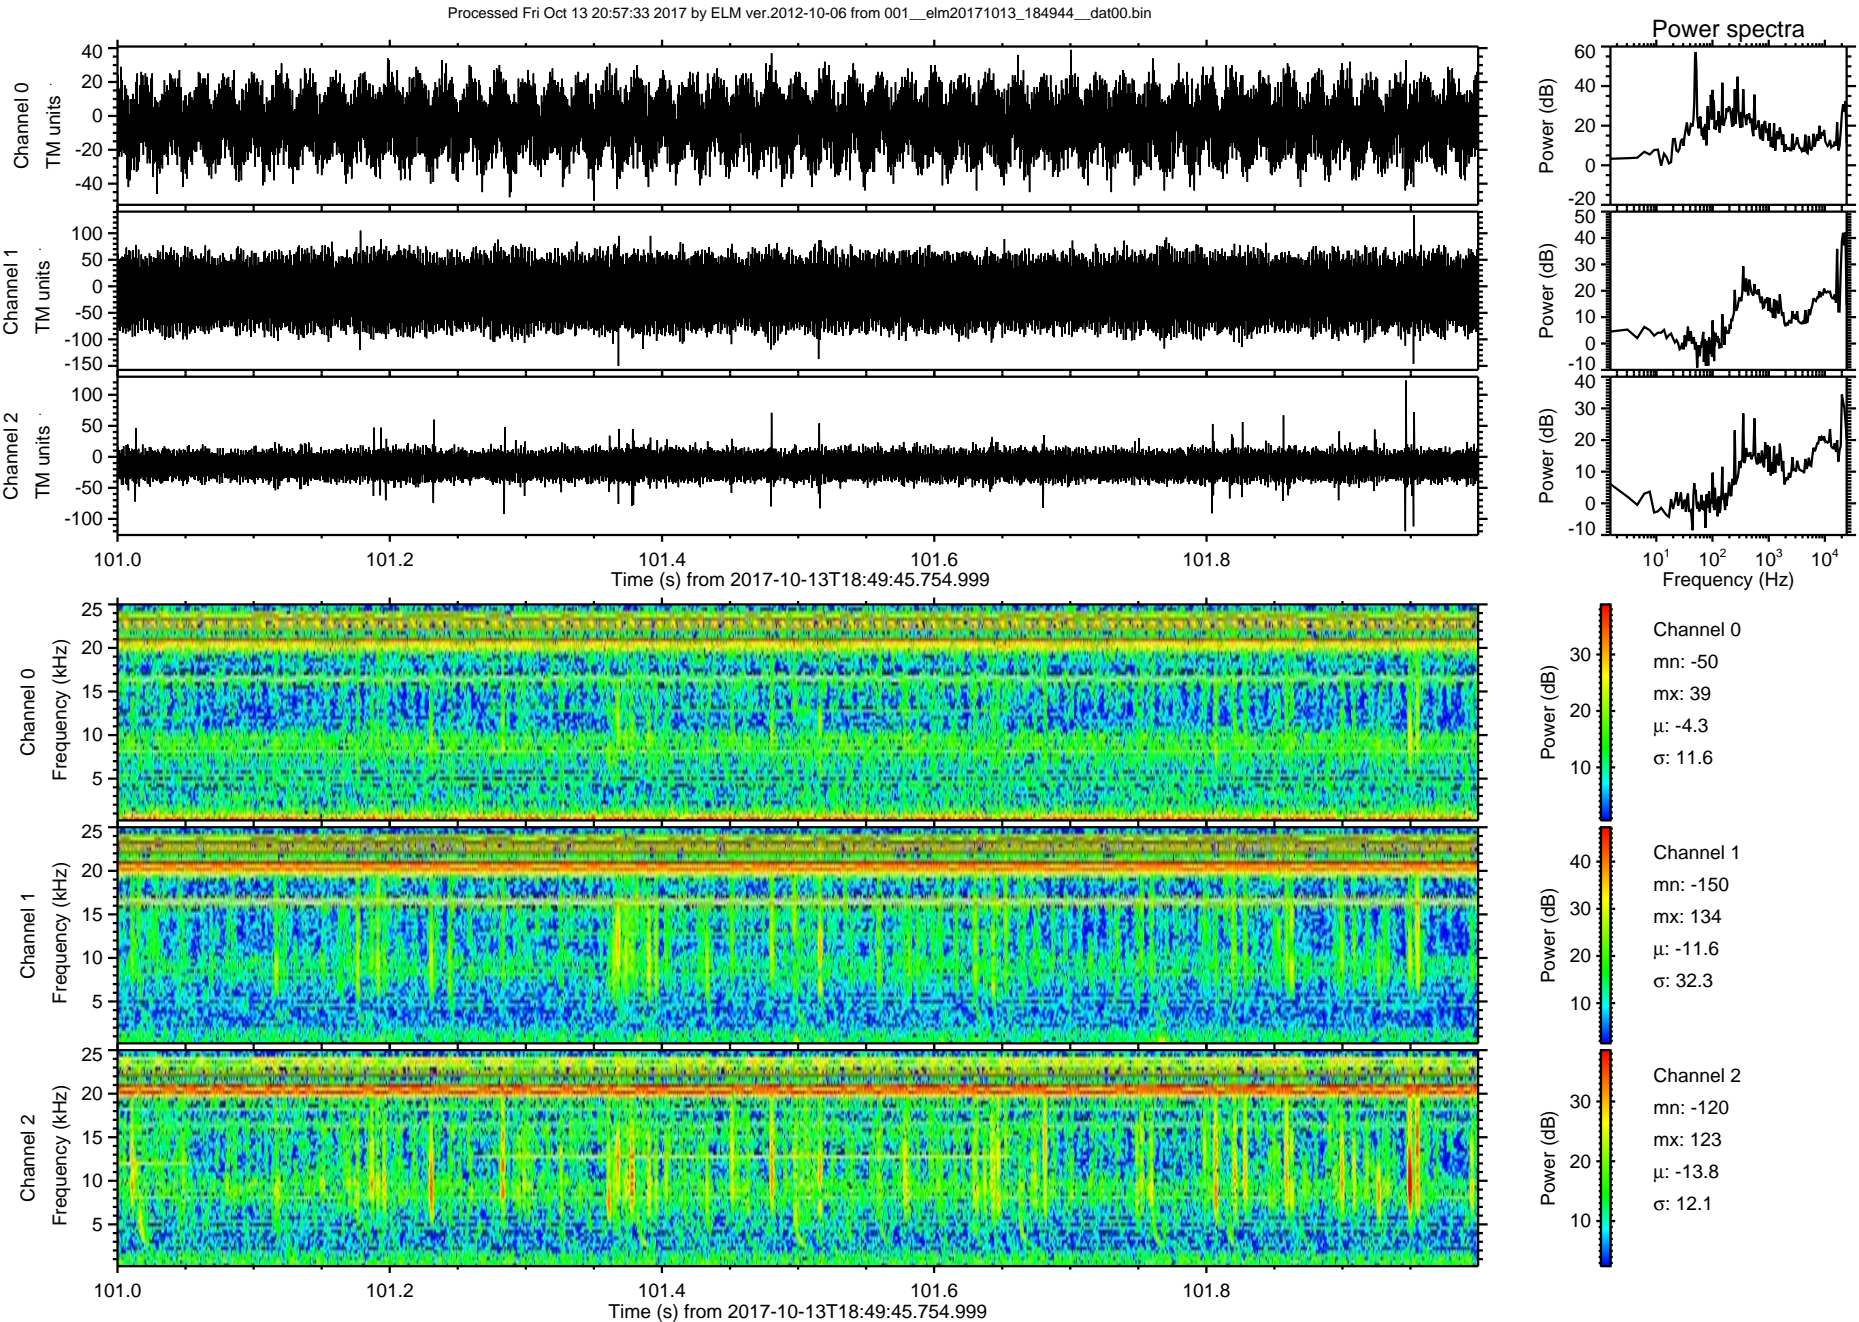 Processed Fri Oct 13 20:57:33 2017 by ELM ver.2012-10-06 from 001__elm20171013_184944__dat00.bin
Power spectra
Channel 0
TM units
40
20
0
-20
-40
Power (dB)
60
40
20
0
-20
Channel 1
TM units
100
50
0
-50
-100
-150
Power (dB)
50
40
30
20
10
0
-10
Channel 2
TM units
100
50
0
-50
-100
Power (dB)
40
30
20
10
0
-10
101.0 101.2 101.4 101.6 101.8
Time (s) from 2017-10-13T18:49:45.754.999
10^1 10^2 10^3 10^4
Frequency (Hz)
Channel 0
Frequency (kHz)
25
20
15
10
5
Power (dB)
30
20
10
Channel 0
mn: -50
mx: 39
μ: -4.3
σ: 11.6
Channel 1
Frequency (kHz)
25
20
15
10
5
Power (dB)
40
30
20
10
Channel 1
mn: -150
mx: 134
μ: -11.6
σ: 32.3
Channel 2
Frequency (kHz)
25
20
15
10
5
Power (dB)
30
20
10
Channel 2
mn: -120
mx: 123
μ: -13.8
σ: 12.1
101.0 101.2 101.4 101.6 101.8
Time (s) from 2017-10-13T18:49:45.754.999